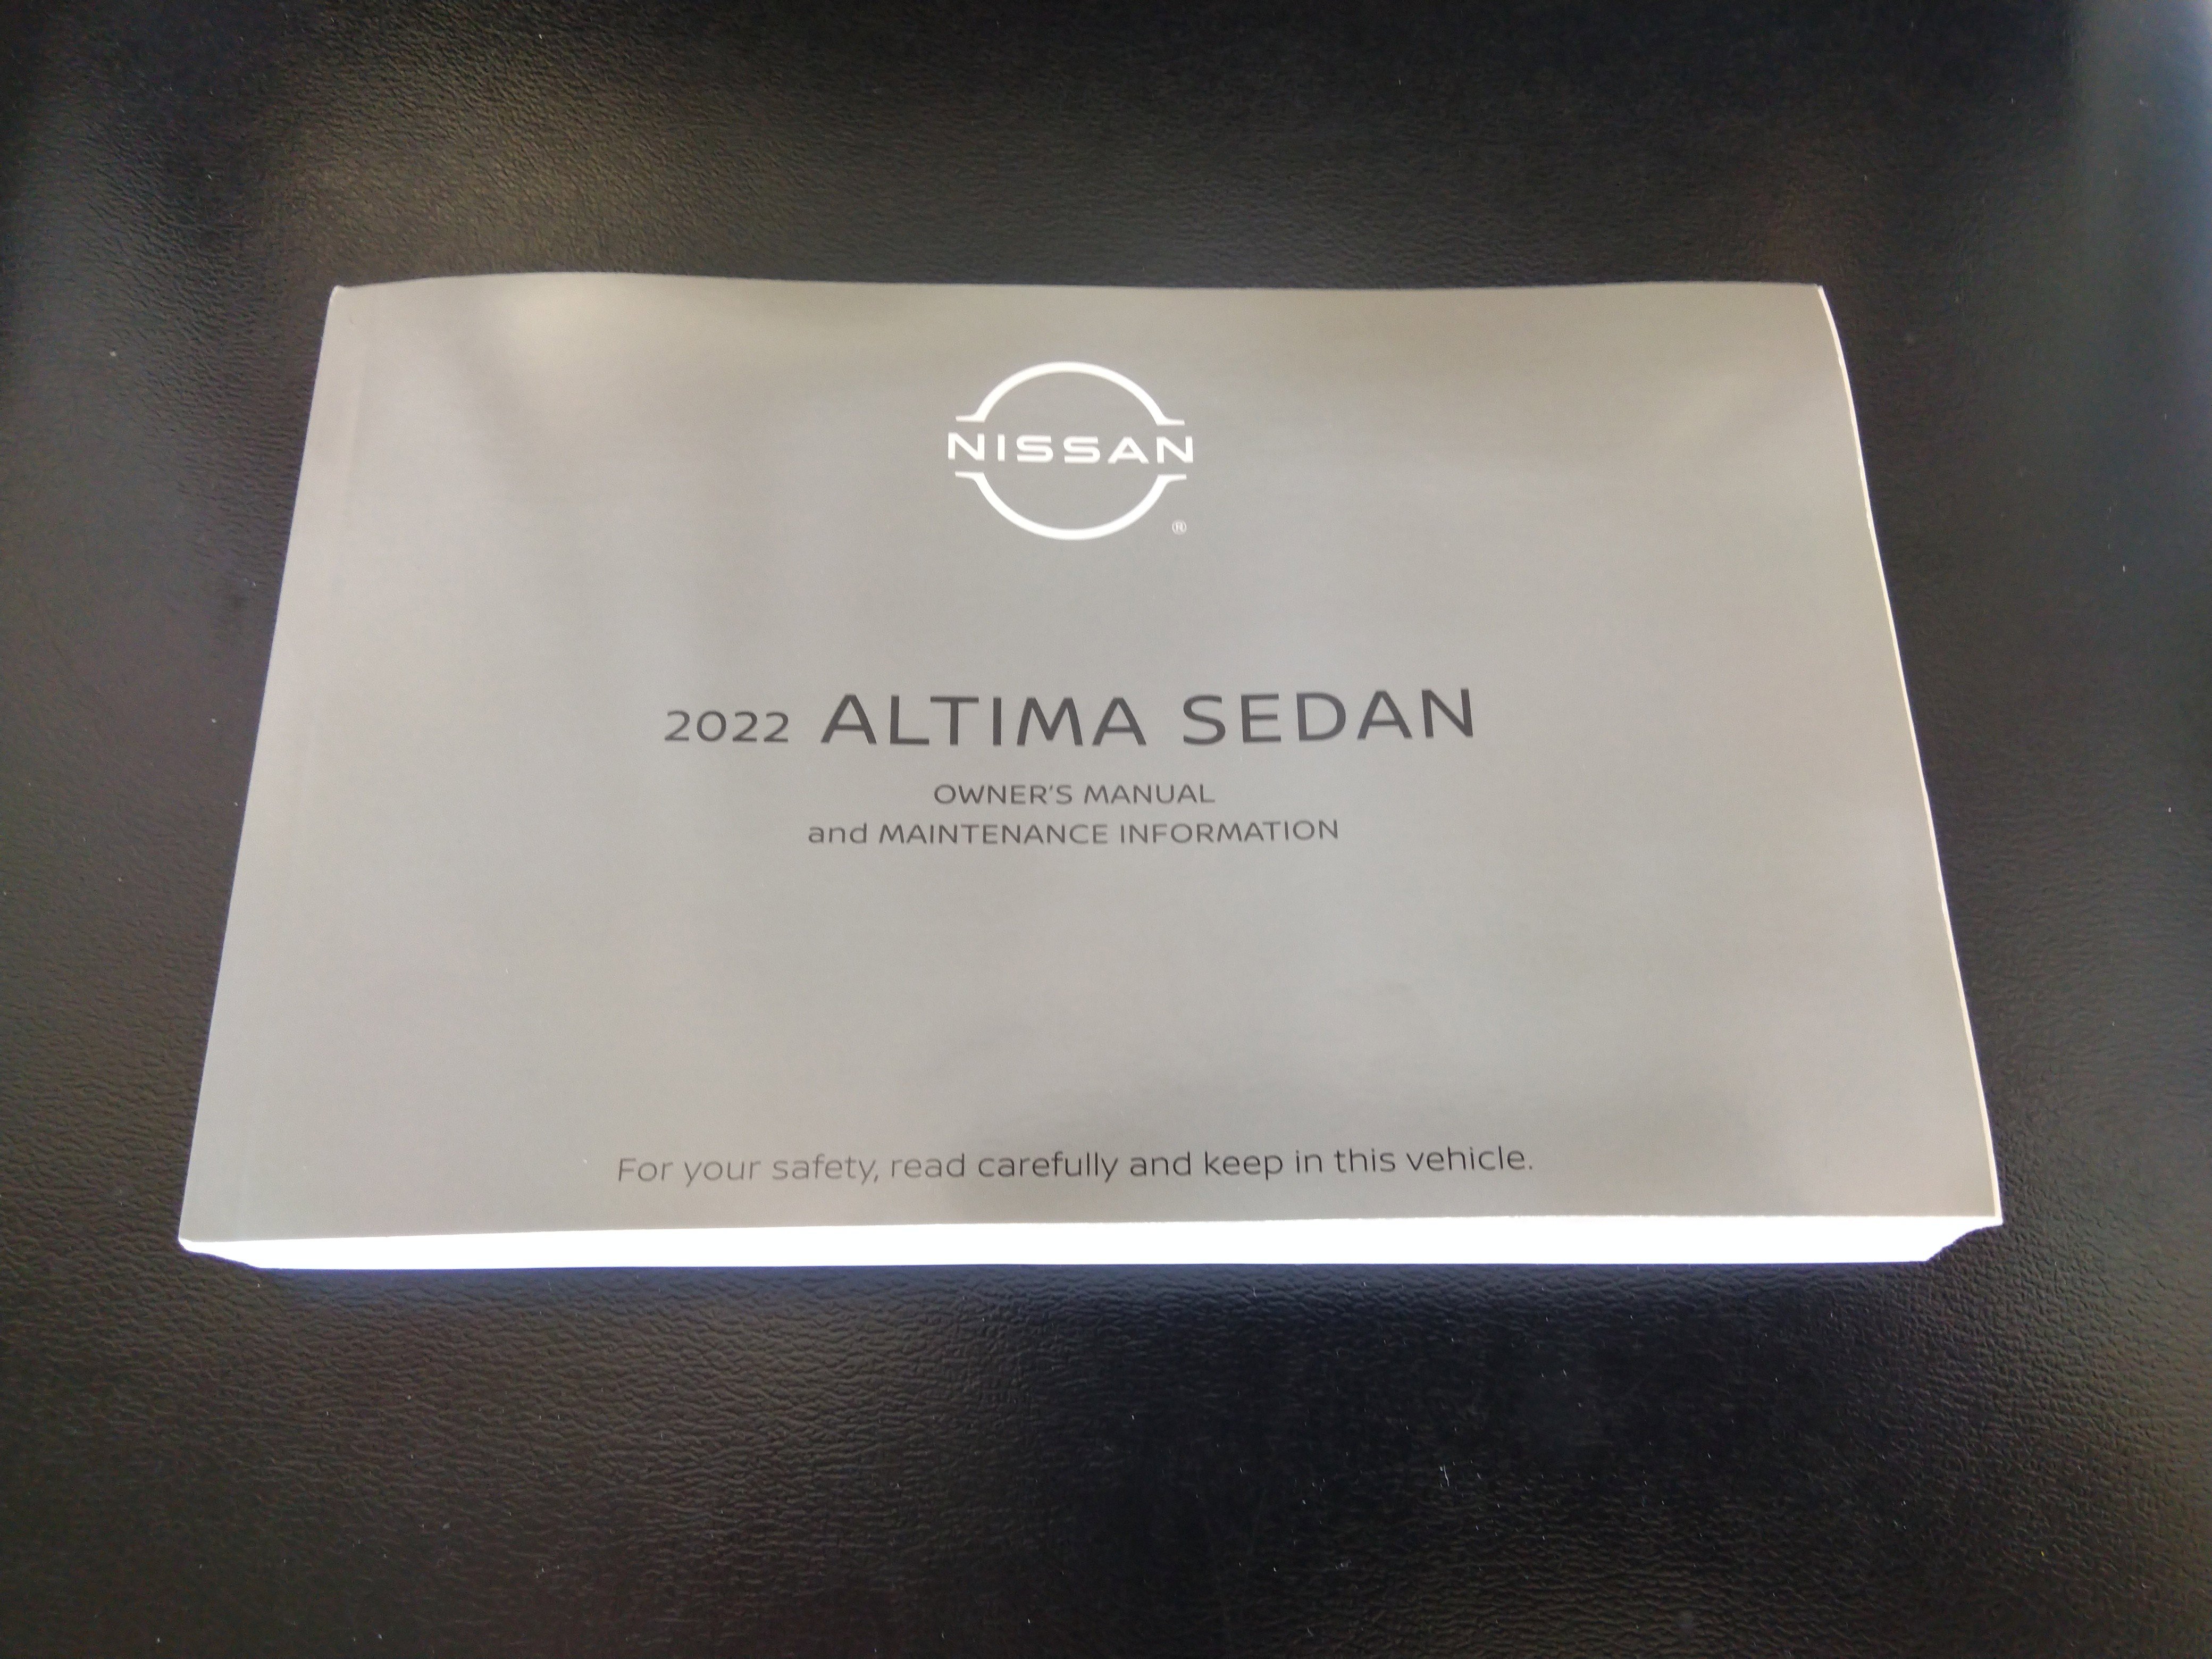 NISSAN
®
2022 ALTIMA SEDAN
OWNER'S MANUAL
and MAINTENANCE INFORMATION
For your safety, read carefully and keep in this vehicle.